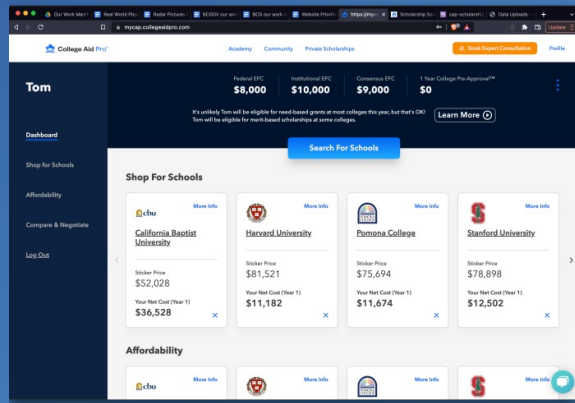 Our Work Matri
Real World Play
Radar Pictures
BCGOV our wor
BCG our work -
Website Prioriti
https://myc
Scholarship Se
cap-scholarshi
Data Uploads
mycap.collegeaidpro.com
Update
College Aid Pro
Academy Community Private Scholarships
Book Expert Consultation
Profile
Tom
Dashboard
Shop for Schools
Affordability
Compare & Negotiate
Log Out
Federal EFC
$8,000
Institutional EFC
$10,000
Consensus EFC
$9,000
1 Year College Pre-Approval™
$0
It's unlikely Tom will be eligible for need-based grants at most colleges this year, but that's OK!
Tom will be eligible for merit-based scholarships at some colleges.
Learn More
Search For Schools
Shop For Schools
cbu
More Info
California Baptist
University
Sticker Price
$52,028
Your Net Cost (Year 1)
$36,528
More Info
Harvard University
Sticker Price
$81,521
Your Net Cost (Year 1)
$11,182
More Info
Pomona College
Sticker Price
$75,694
Your Net Cost (Year 1)
$11,674
More Info
Stanford University
Sticker Price
$78,898
Your Net Cost (Year 1)
$12,502
Affordability
cbu
More Info
More Info
More Info
More Info